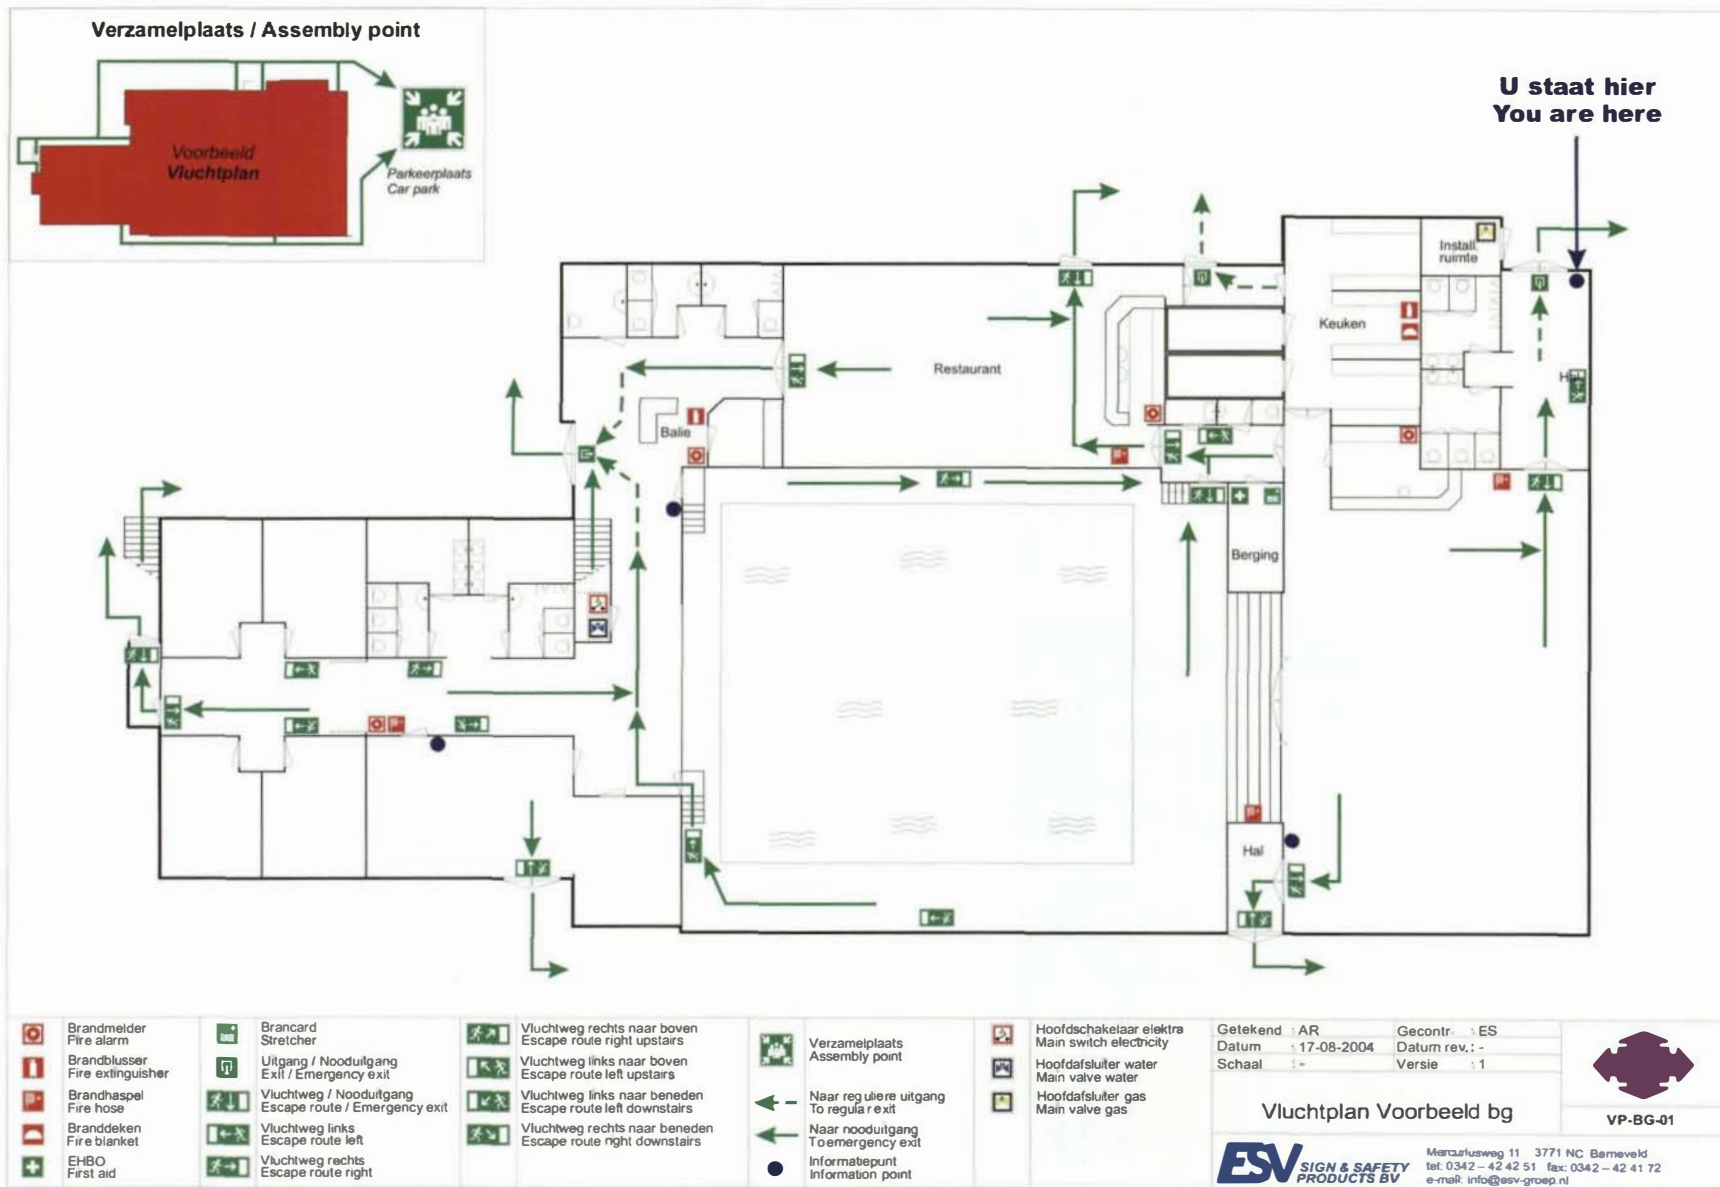 Verzamelplaats / Assembly point
Voorbeeld
Vluchtplan
Parkeerplaats
Car park
U staat hier
You are here
Install.
ruimte
Keuken
Restaurant
Balie
Berging
Hal
Brandmelder
Fire alarm
Brandblusser
Fire extinguisher
Brandhaspel
Fire hose
Branddeken
Fire blanket
EHBO
First aid
Brancard
Stretcher
Uitgang / Nooduitgang
Exit / Emergency exit
Vluchtweg / Nooduitgang
Escape route / Emergency exit
Vluchtweg links
Escape route left
Vluchtweg rechts
Escape route right
Vluchtweg rechts naar boven
Escape route right upstairs
Vluchtweg links naar boven
Escape route left upstairs
Vluchtweg links naar beneden
Escape route left downstairs
Vluchtweg rechts naar beneden
Escape route right downstairs
Verzamelplaats
Assembly point
Naar reguliere uitgang
To regular exit
Naar nooduitgang
To emergency exit
Informatiepunt
Information point
Hoofdschakelaar elektra
Main switch electricity
Hoofdafsluiter water
Main valve water
Hoofdafsluiter gas
Main valve gas
Getekend : AR Gecontr. : ES
Datum : 17-08-2004 Datum rev. : -
Schaal : - Versie : 1
Vluchtplan Voorbeeld bg
VP-BG-01
ESV SIGN & SAFETY
PRODUCTS BV
Mercuriusweg 11 3771 NC Barneveld
tel: 0342 – 42 42 51 fax: 0342 – 42 41 72
e-mail: info@esv-groep.nl